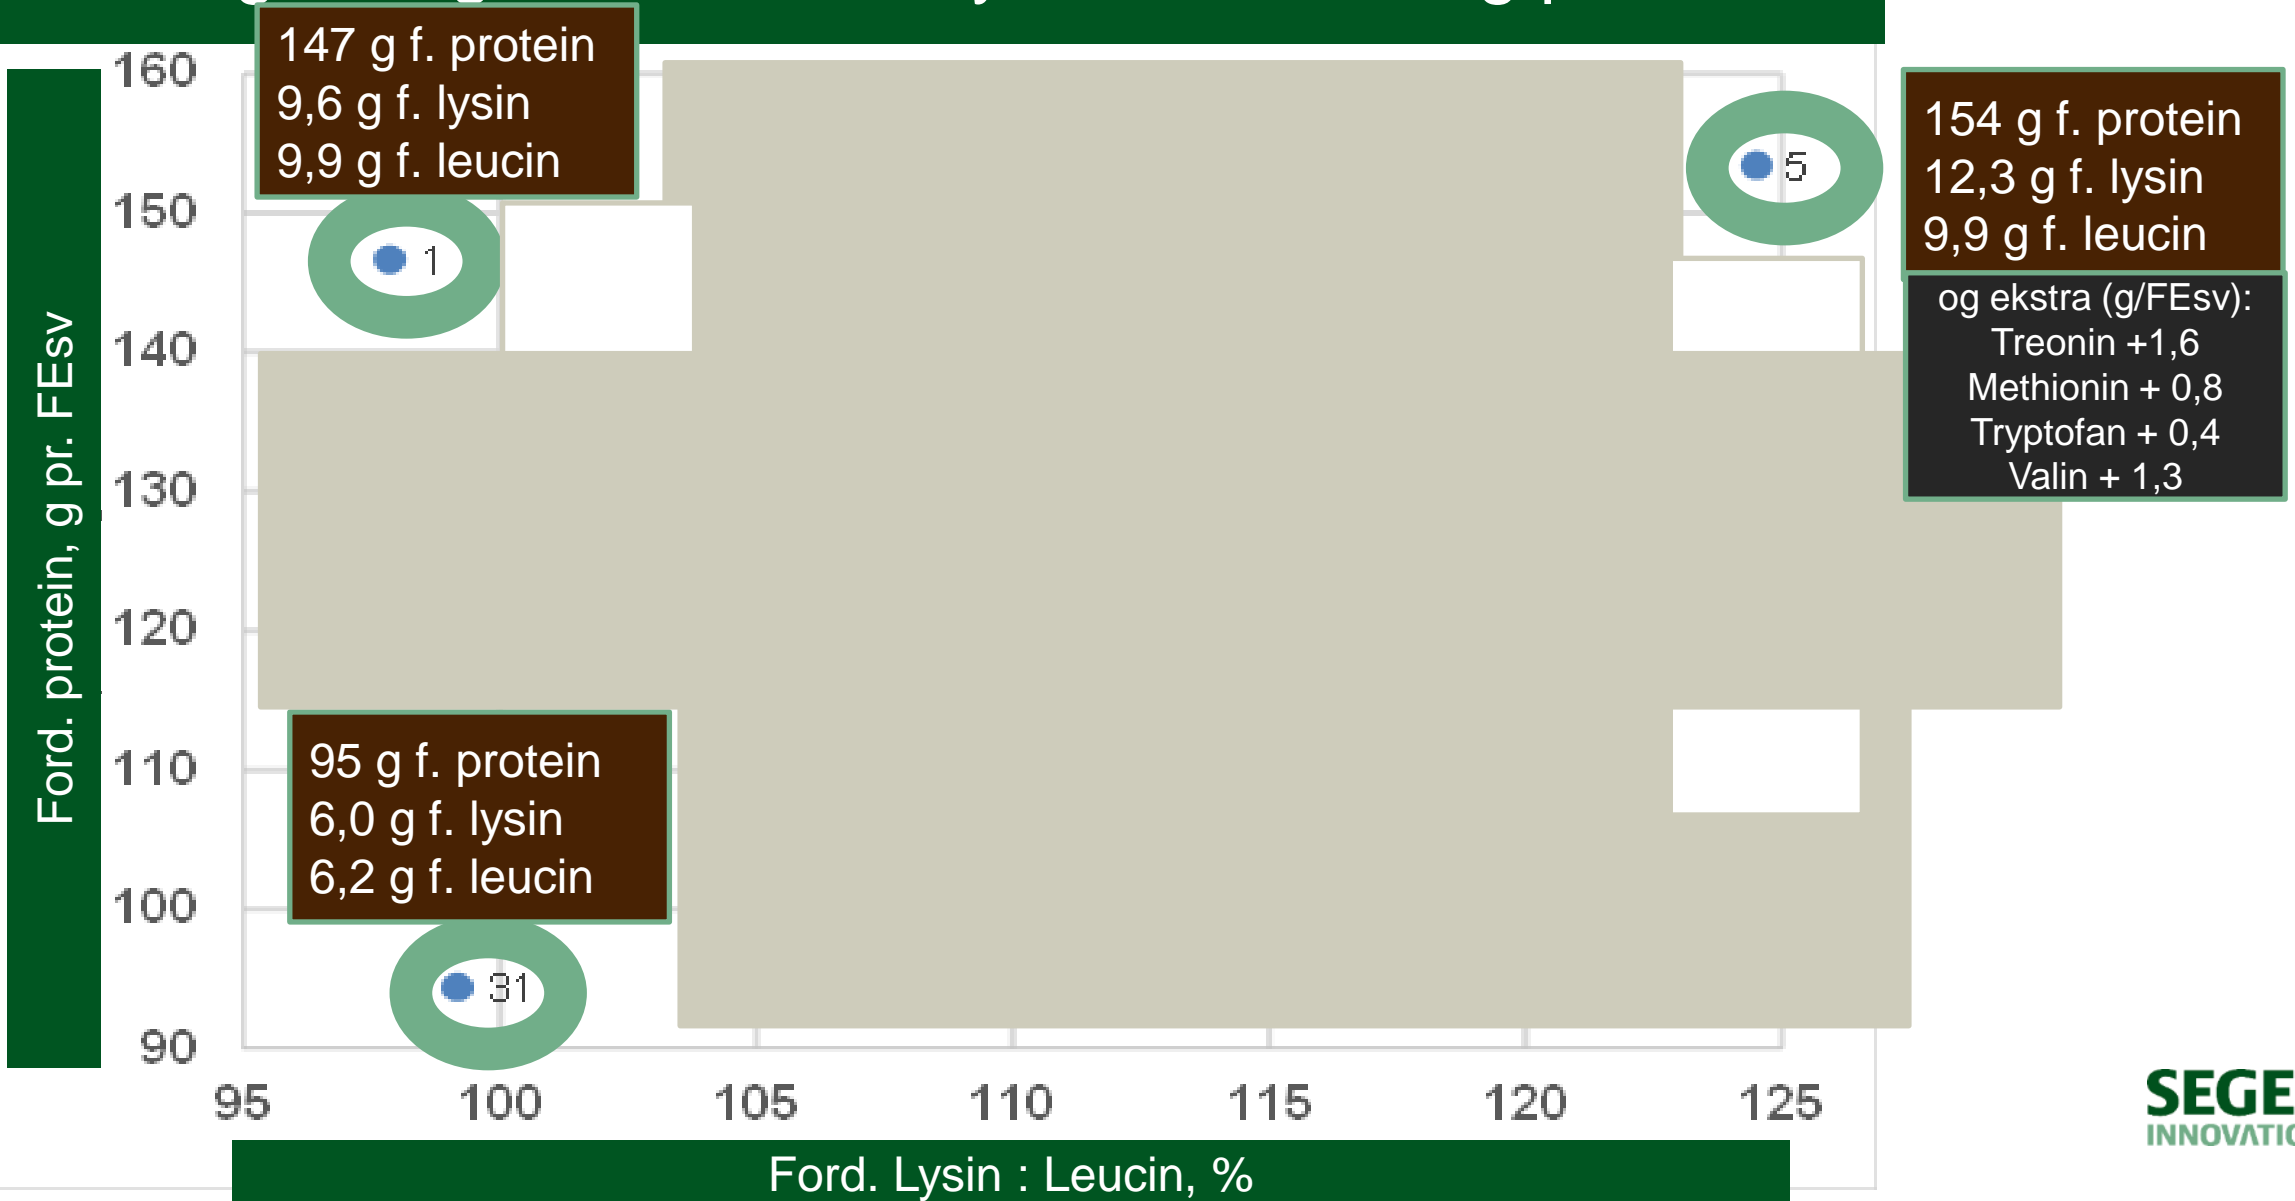 147 g f. protein
9,6 g f. lysin
9,9 g f. leucin
154 g f. protein
12,3 g f. lysin
9,9 g f. leucin
og ekstra (g/FEsv):
Treonin +1,6
Methionin + 0,8
Tryptofan + 0,4
Valin + 1,3
95 g f. protein
6,0 g f. lysin
6,2 g f. leucin
Ford. protein, g pr. FEsv
160
150
140
130
120
110
100
90
1
5
31
95 100 105 110 115 120 125
Ford. Lysin : Leucin, %
SEGE
INNOVATIO